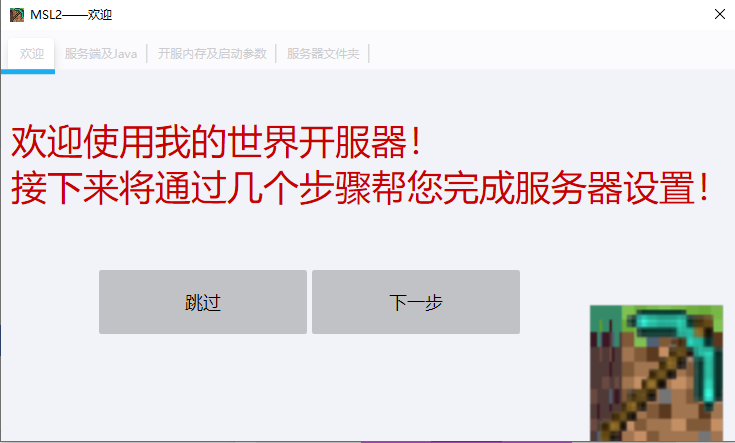 MSL2——欢迎
欢迎 服务端及Java 开服内存及启动参数 服务器文件夹
欢迎使用我的世界开服器！
接下来将通过几个步骤帮您完成服务器设置！
跳过 下一步